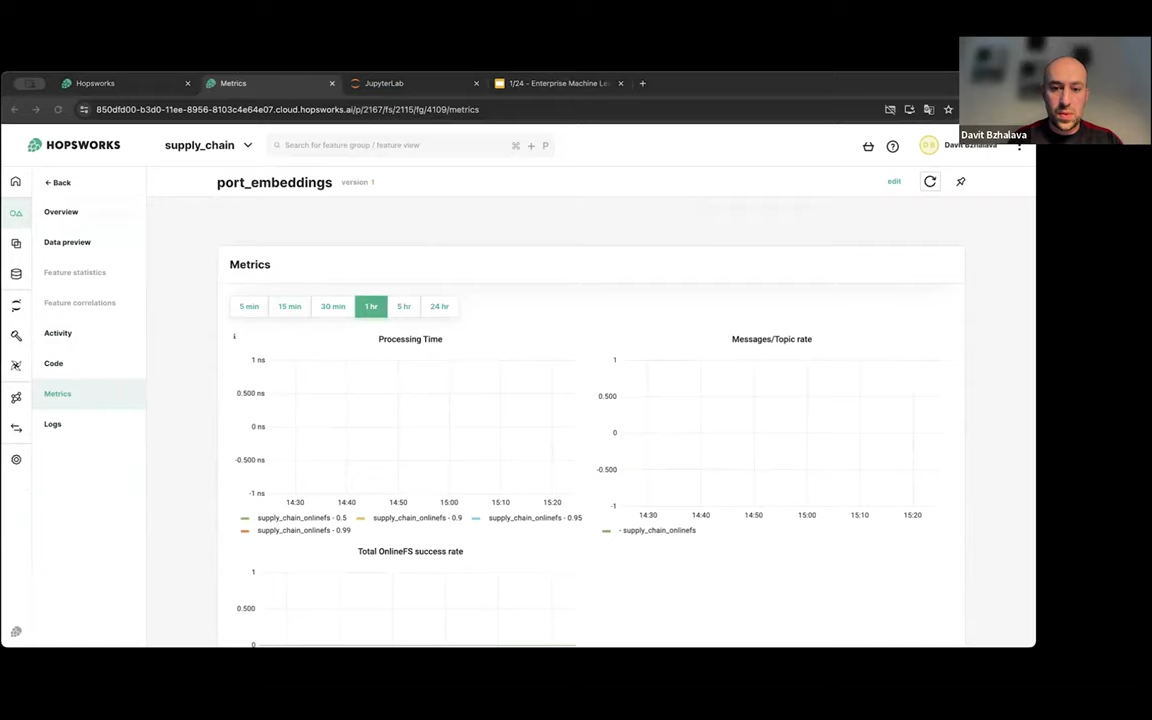 Hopsworks
Metrics
JupyterLab
1/24 - Enterprise Machine Le
850dfd00-b3d0-11ee-8956-8103c4e64e07.cloud.hopsworks.ai/p/2167/fs/2115/fg/4109/metrics
Davit Bzhalava
HOPSWORKS
supply_chain
Search for feature group / feature view
⌘ + P
D B
Davit Bzhalava
Back
port_embeddings
version 1
edit
Overview
Data preview
Feature statistics
Feature correlations
Activity
Code
Metrics
Logs
Metrics
5 min
15 min
30 min
1 hr
5 hr
24 hr
i
Processing Time
1 ns
0.500 ns
0 ns
-0.500 ns
-1 ns
14:30 14:40 14:50 15:00 15:10 15:20
supply_chain_onlinefs - 0.5 supply_chain_onlinefs - 0.9 supply_chain_onlinefs - 0.95
supply_chain_onlinefs - 0.99
Messages/Topic rate
1
0.500
0
-0.500
-1
14:30 14:40 14:50 15:00 15:10 15:20
- supply_chain_onlinefs
Total OnlineFS success rate
1
0.500
0